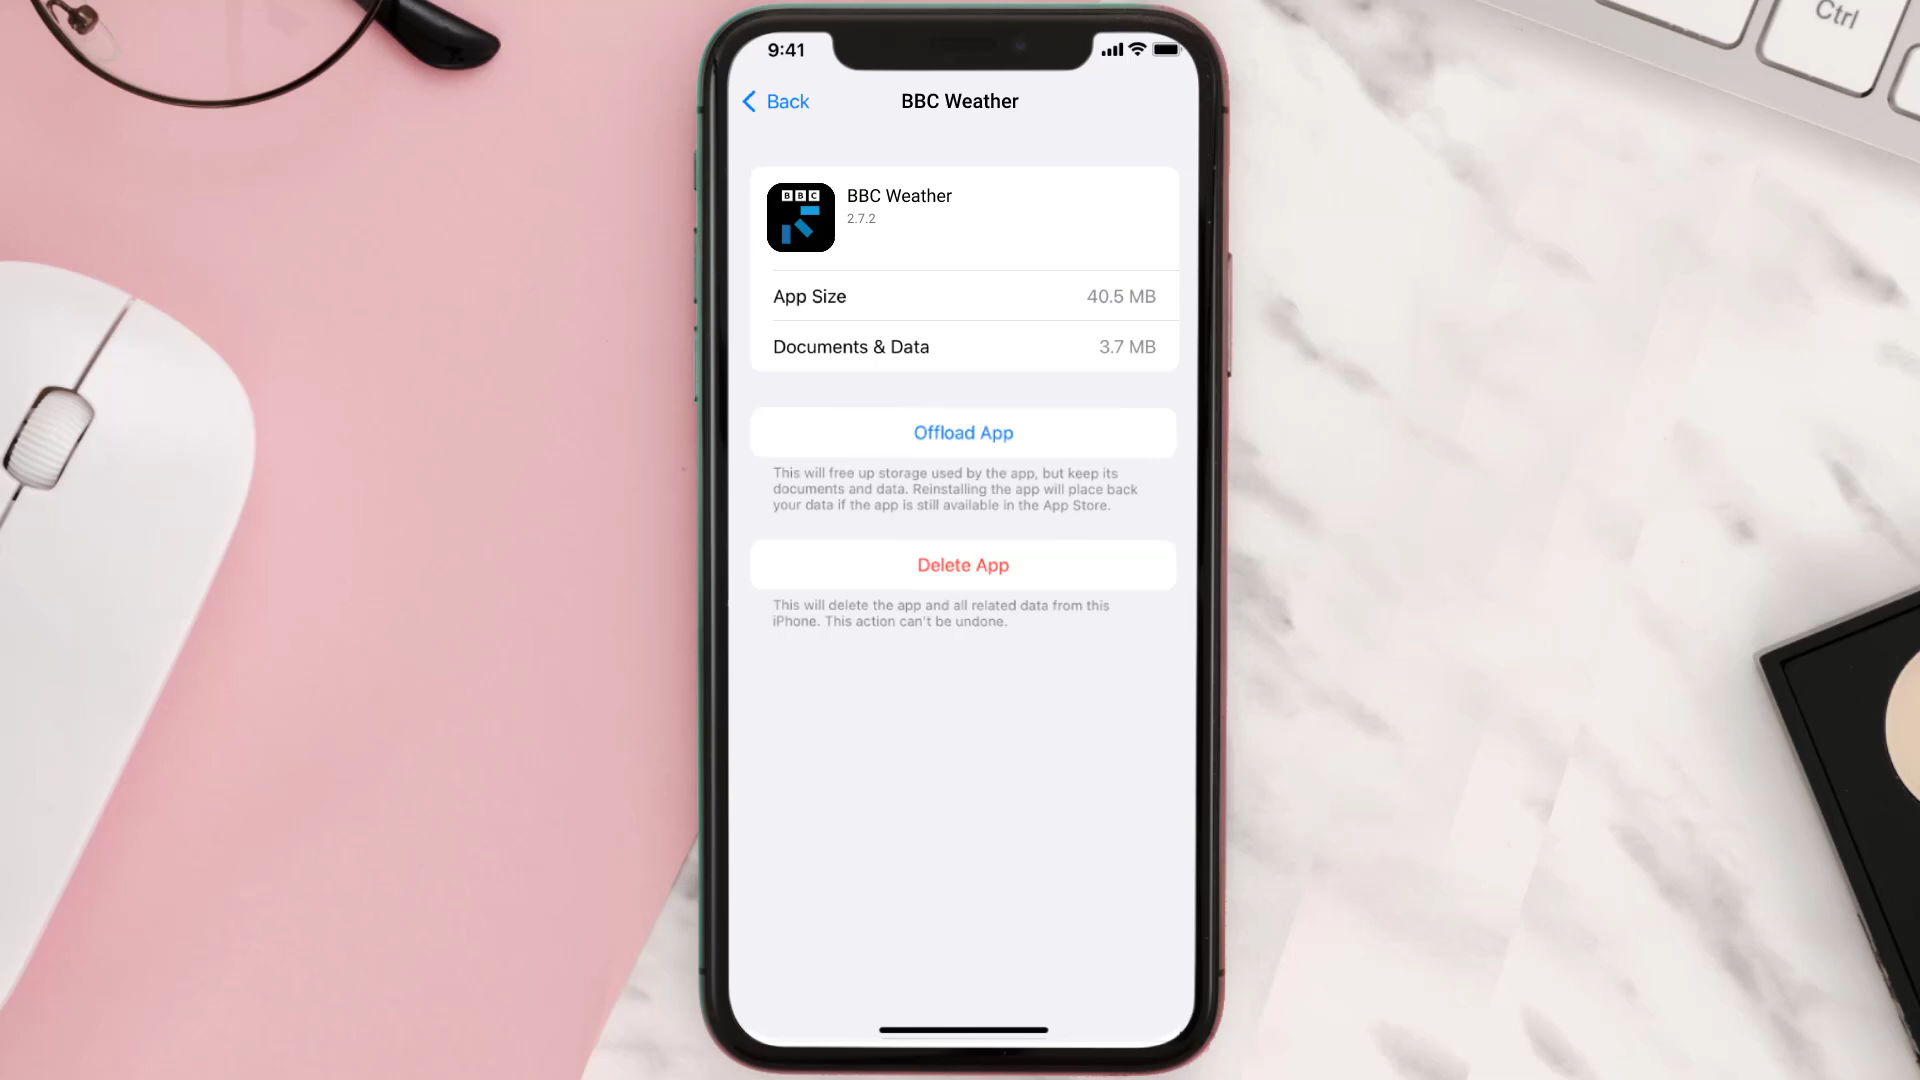 Ctrl
9:41
Back
BBC Weather
BBC
BBC Weather
2.7.2
App Size 40.5 MB
Documents & Data 3.7 MB
Offload App
This will free up storage used by the app, but keep its
documents and data. Reinstalling the app will place back
your data if the app is still available in the App Store.
Delete App
This will delete the app and all related data from this
iPhone. This action can't be undone.